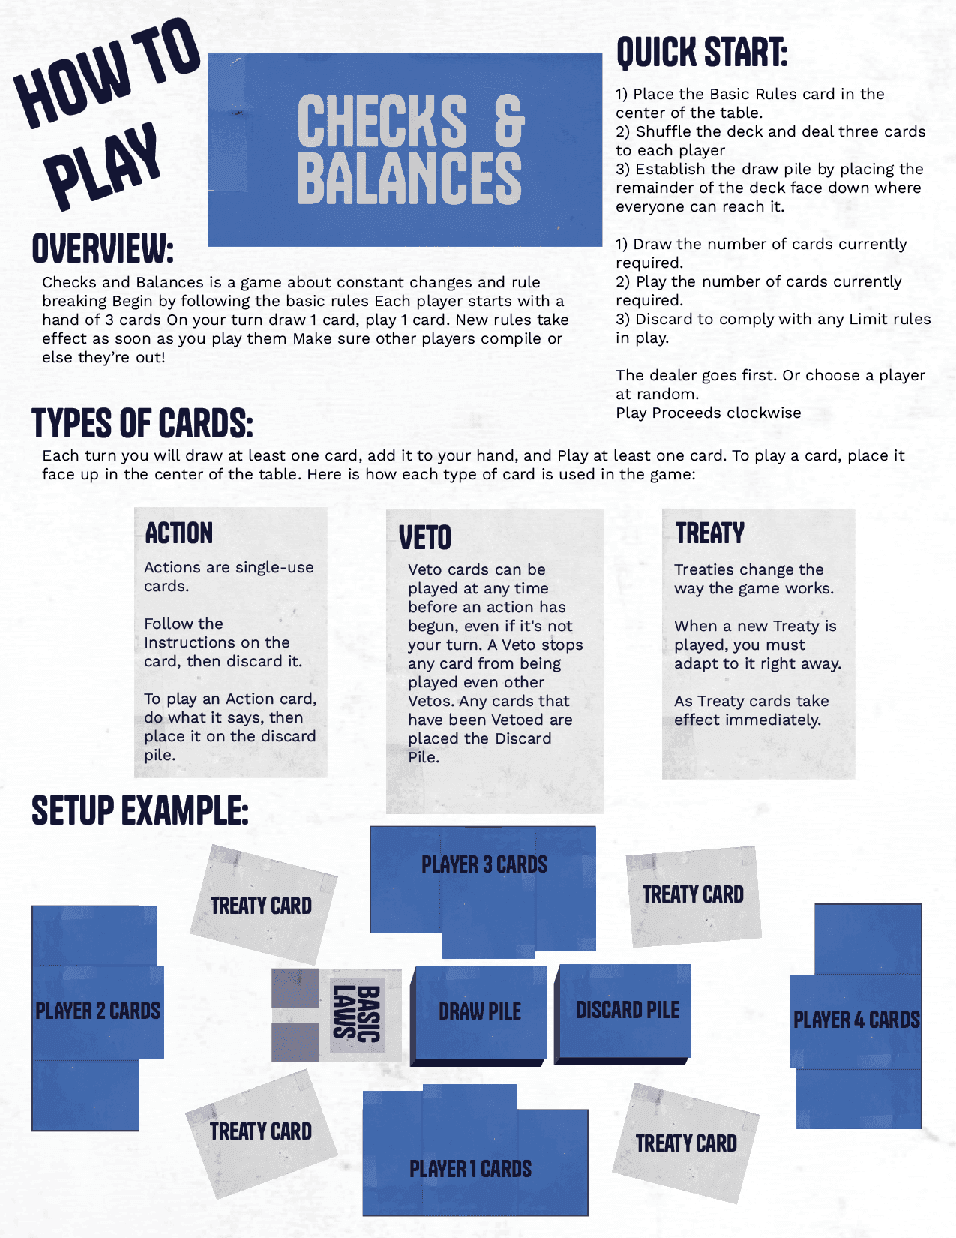 HOW TO
PLAY
CHECKS &
BALANCES
OVERVIEW:
Checks and Balances is a game about constant changes and rule
breaking Begin by following the basic rules Each player starts with a
hand of 3 cards On your turn draw 1 card, play 1 card. New rules take
effect as soon as you play them Make sure other players compile or
else they're out!
QUICK START:
1) Place the Basic Rules card in the
center of the table.
2) Shuffle the deck and deal three cards
to each player
3) Establish the draw pile by placing the
remainder of the deck face down where
everyone can reach it.
1) Draw the number of cards currently
required.
2) Play the number of cards currently
required.
3) Discard to comply with any Limit rules
in play.
The dealer goes first. Or choose a player
at random.
Play Proceeds clockwise
TYPES OF CARDS:
Each turn you will draw at least one card, add it to your hand, and Play at least one card. To play a card, place it
face up in the center of the table. Here is how each type of card is used in the game:
ACTION
Actions are single-use
cards.
Follow the
Instructions on the
card, then discard it.
To play an Action card,
do what it says, then
place it on the discard
pile.
VETO
Veto cards can be
played at any time
before an action has
begun, even if it's not
your turn. A Veto stops
any card from being
played even other
Vetos. Any cards that
have been Vetoed are
placed the Discard
Pile.
TREATY
Treaties change the
way the game works.
When a new Treaty is
played, you must
adapt to it right away.
As Treaty cards take
effect immediately.
SETUP EXAMPLE:
PLAYER 3 CARDS
TREATY CARD
TREATY CARD
PLAYER 2 CARDS
BASIC
LAWS
DRAW PILE
DISCARD PILE
PLAYER 4 CARDS
TREATY CARD
TREATY CARD
PLAYER 1 CARDS